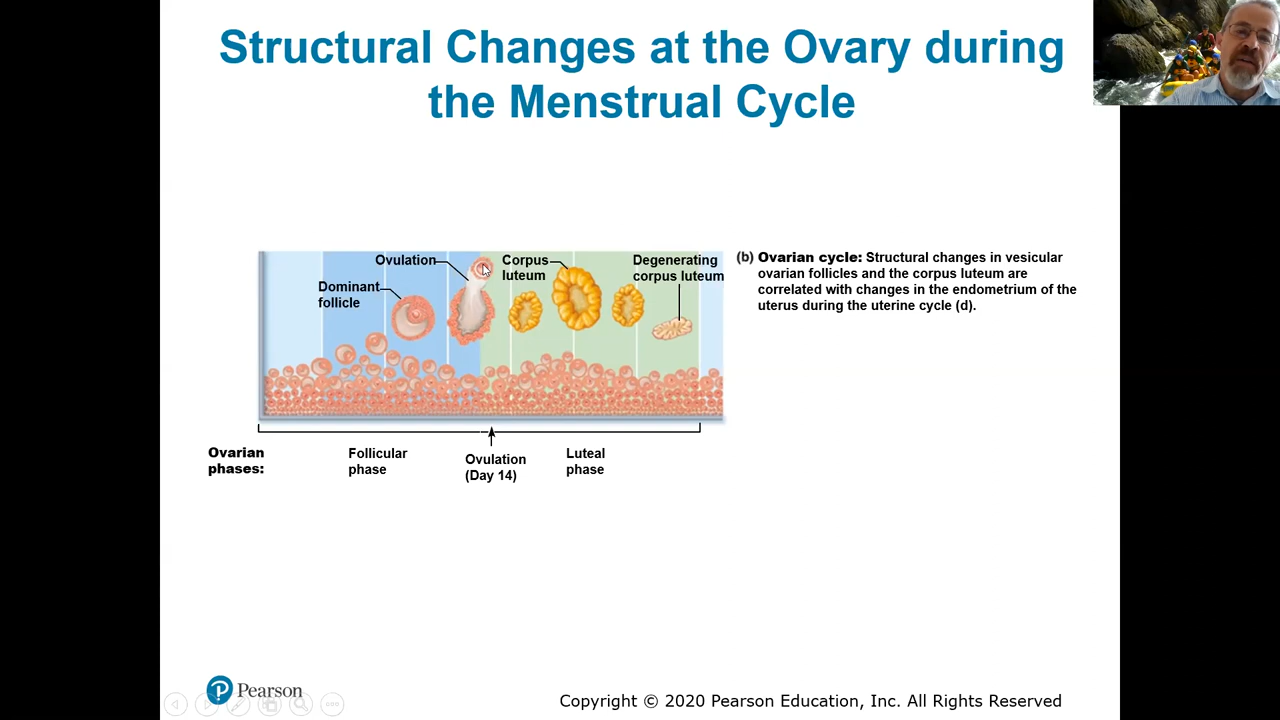 Structural Changes at the Ovary during
the Menstrual Cycle
Ovulation
Dominant
follicle
Corpus
luteum
Degenerating
corpus luteum
(b) Ovarian cycle: Structural changes in vesicular
ovarian follicles and the corpus luteum are
correlated with changes in the endometrium of the
uterus during the uterine cycle (d).
Ovarian
phases:
Follicular
phase
Ovulation
(Day 14)
Luteal
phase
P Pearson
Copyright © 2020 Pearson Education, Inc. All Rights Reserved